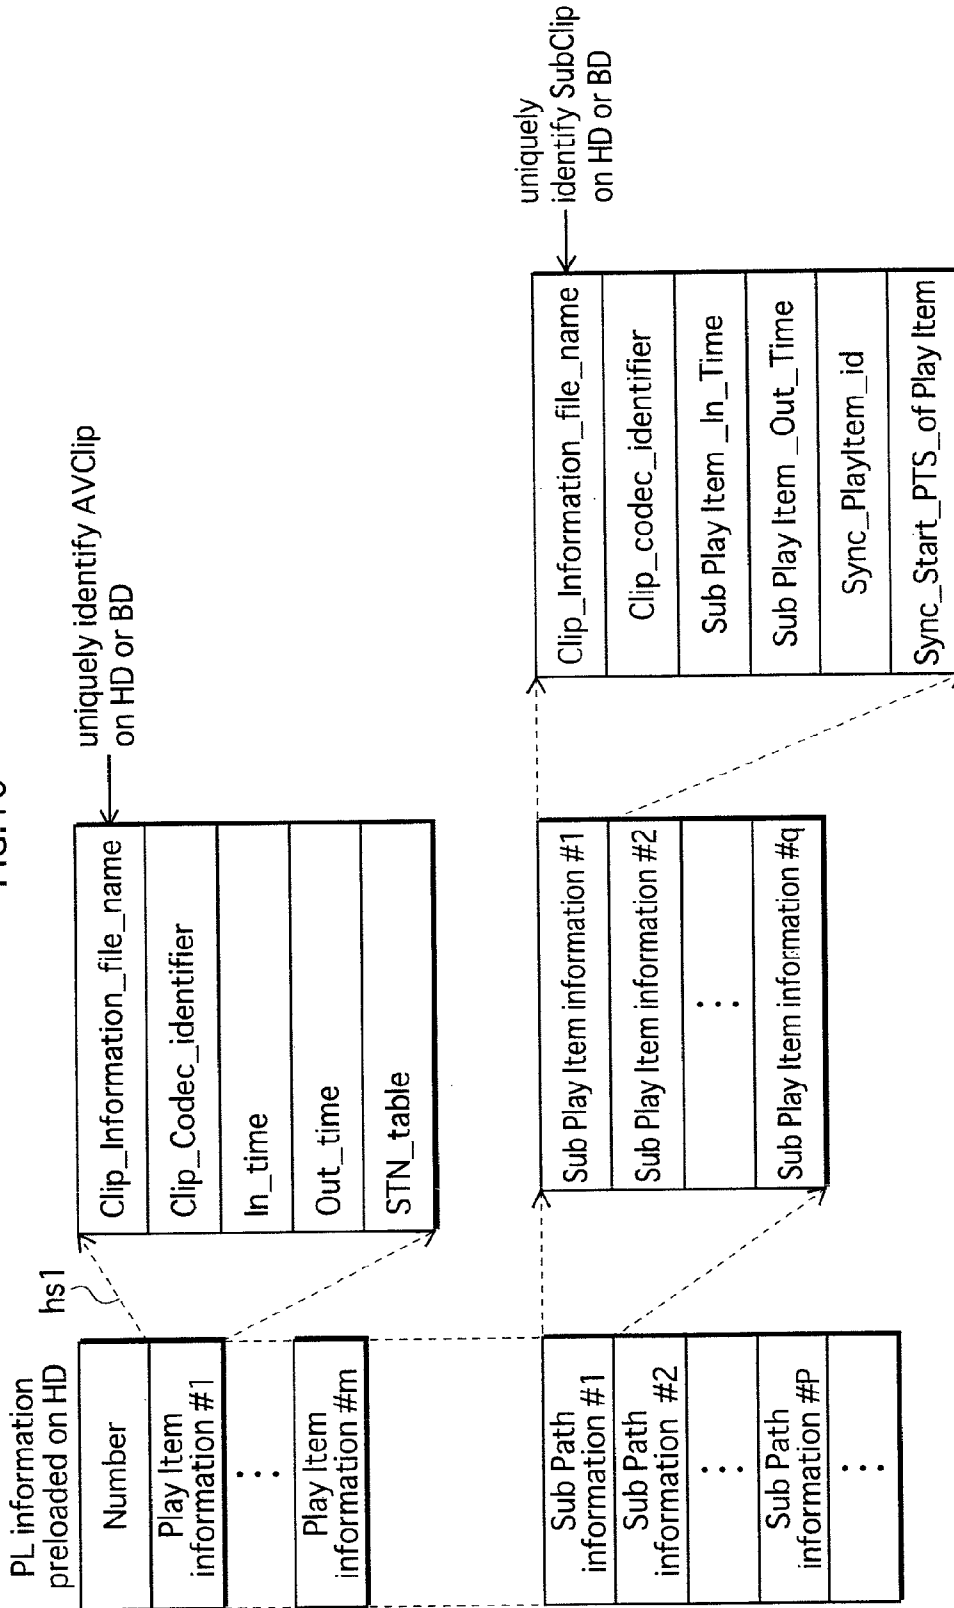 PL information
preloaded on HD
Number
Play Item
information #1
⋮
Play Item
information #m
hs1
Clip_Information_file_name
Clip_Codec_identifier
In_time
Out_time
STN_table
uniquely identify AVClip
on HD or BD
Sub Path
information #1
Sub Path
information #2
⋮
Sub Path
information #P
⋮
Sub Play Item information #1
Sub Play Item information #2
⋮
Sub Play Item information #q
Clip_Information_file_name
Clip_codec_identifier
Sub Play Item _In_Time
Sub Play Item _Out_Time
Sync_PlayItem_id
Sync_Start_PTS_of Play Item
uniquely
identify SubClip
on HD or BD